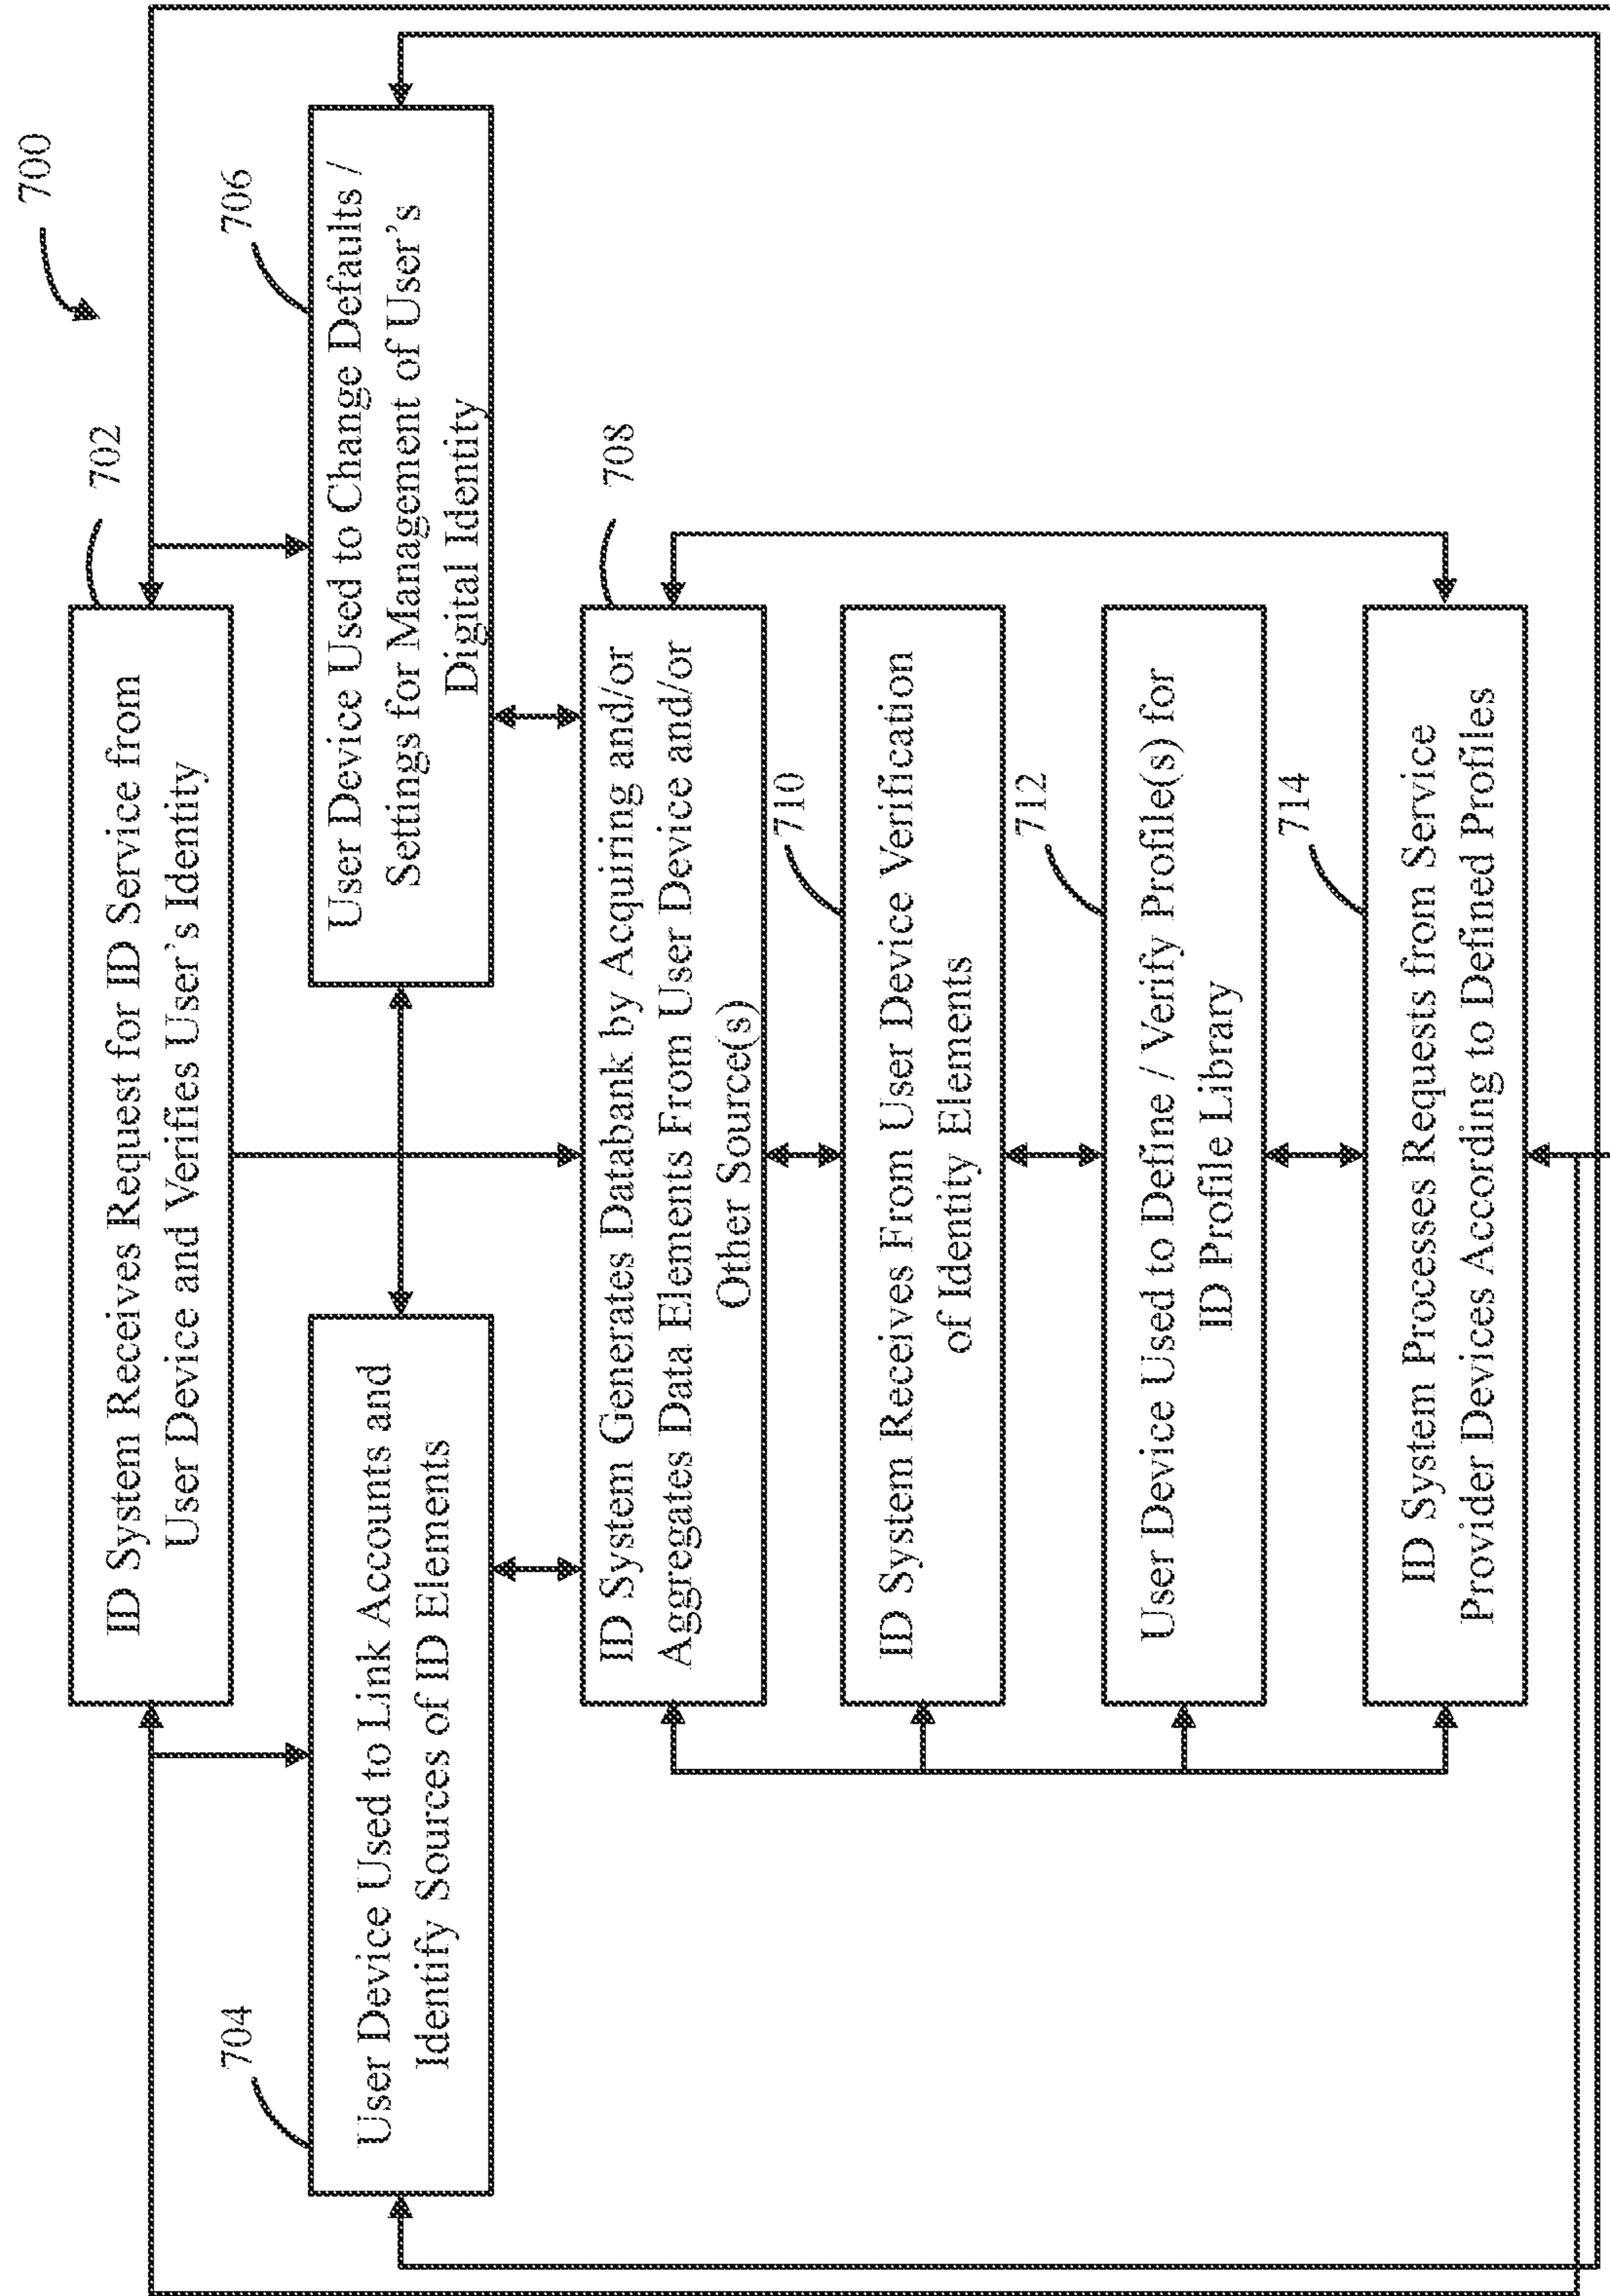 700
702
ID System Receives Request for ID Service from
User Device and Verifies User's Identity
704
User Device Used to Link Accounts and
Identify Sources of ID Elements
706
User Device Used to Change Defaults /
Settings for Management of User's
Digital Identity
708
ID System Generates Databank by Acquiring and/or
Aggregates Data Elements From User Device and/or
Other Source(s)
710
ID System Receives From User Device Verification
of Identity Elements
712
User Device Used to Define / Verify Profile(s) for
ID Profile Library
714
ID System Processes Requests from Service
Provider Devices According to Defined Profiles